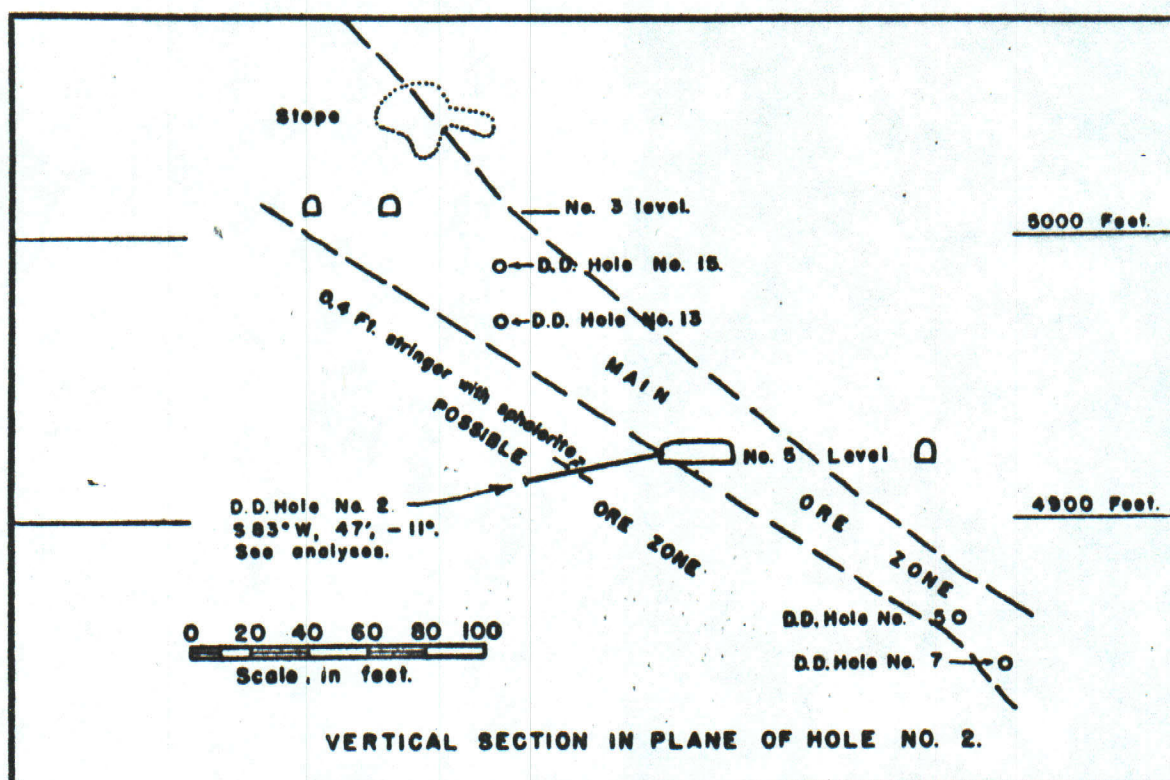 Stope
No. 3 level.
5000 Feet.
D.D. Hole No. 15.
0.4 Ft. stringer with sphalerite
D.D. Hole No. 13
MAIN
POSSIBLE
No. 5 Level
D.D. Hole No. 2.
S 83° W, 47', - 11°.
See analyses.
ORE ZONE
ORE
4900 Feet.
ZONE
D.D. Hole No. 5
0 20 40 60 80 100
Scale, in feet.
D.D. Hole No. 7
VERTICAL SECTION IN PLANE OF HOLE NO. 2.